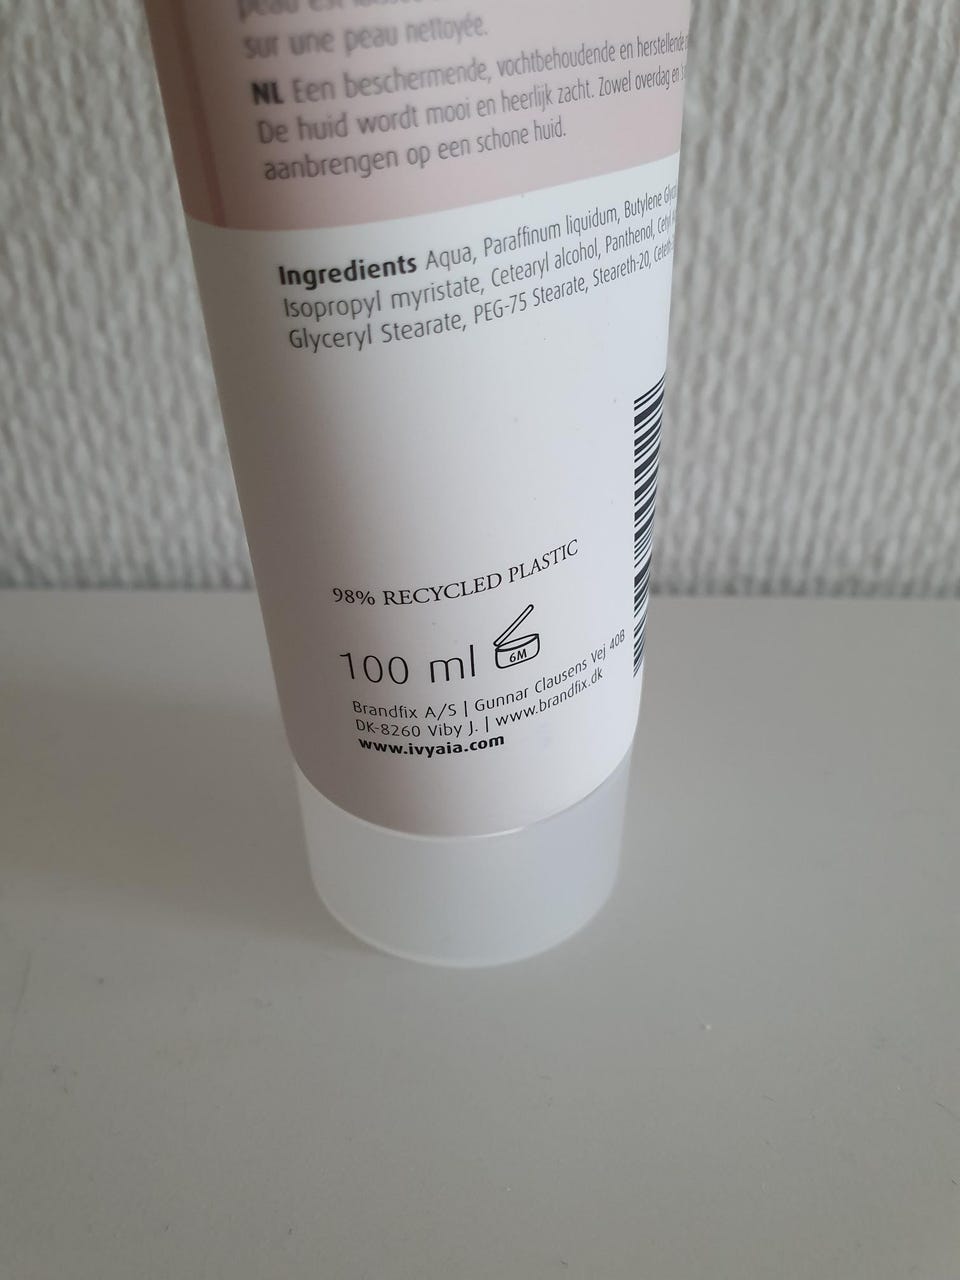 sur une peau nettoyée.
NL Een beschermende, vochtbehoudende en herstellende
De huid wordt mooi en heerlijk zacht. Zowel overdag en
aanbrengen op een schone huid.
Ingredients Aqua, Paraffinum liquidum, Butylene
Isopropyl myristate, Cetearyl alcohol, Panthenol, Cetyl
Glyceryl Stearate, PEG-75 Stearate, Steareth-20,
98% RECYCLED PLASTIC
100 ml 6M
Brandfix A/S | Gunnar Clausens Vej 40B
DK-8260 Viby J. | www.brandfix.dk
www.ivyaia.com